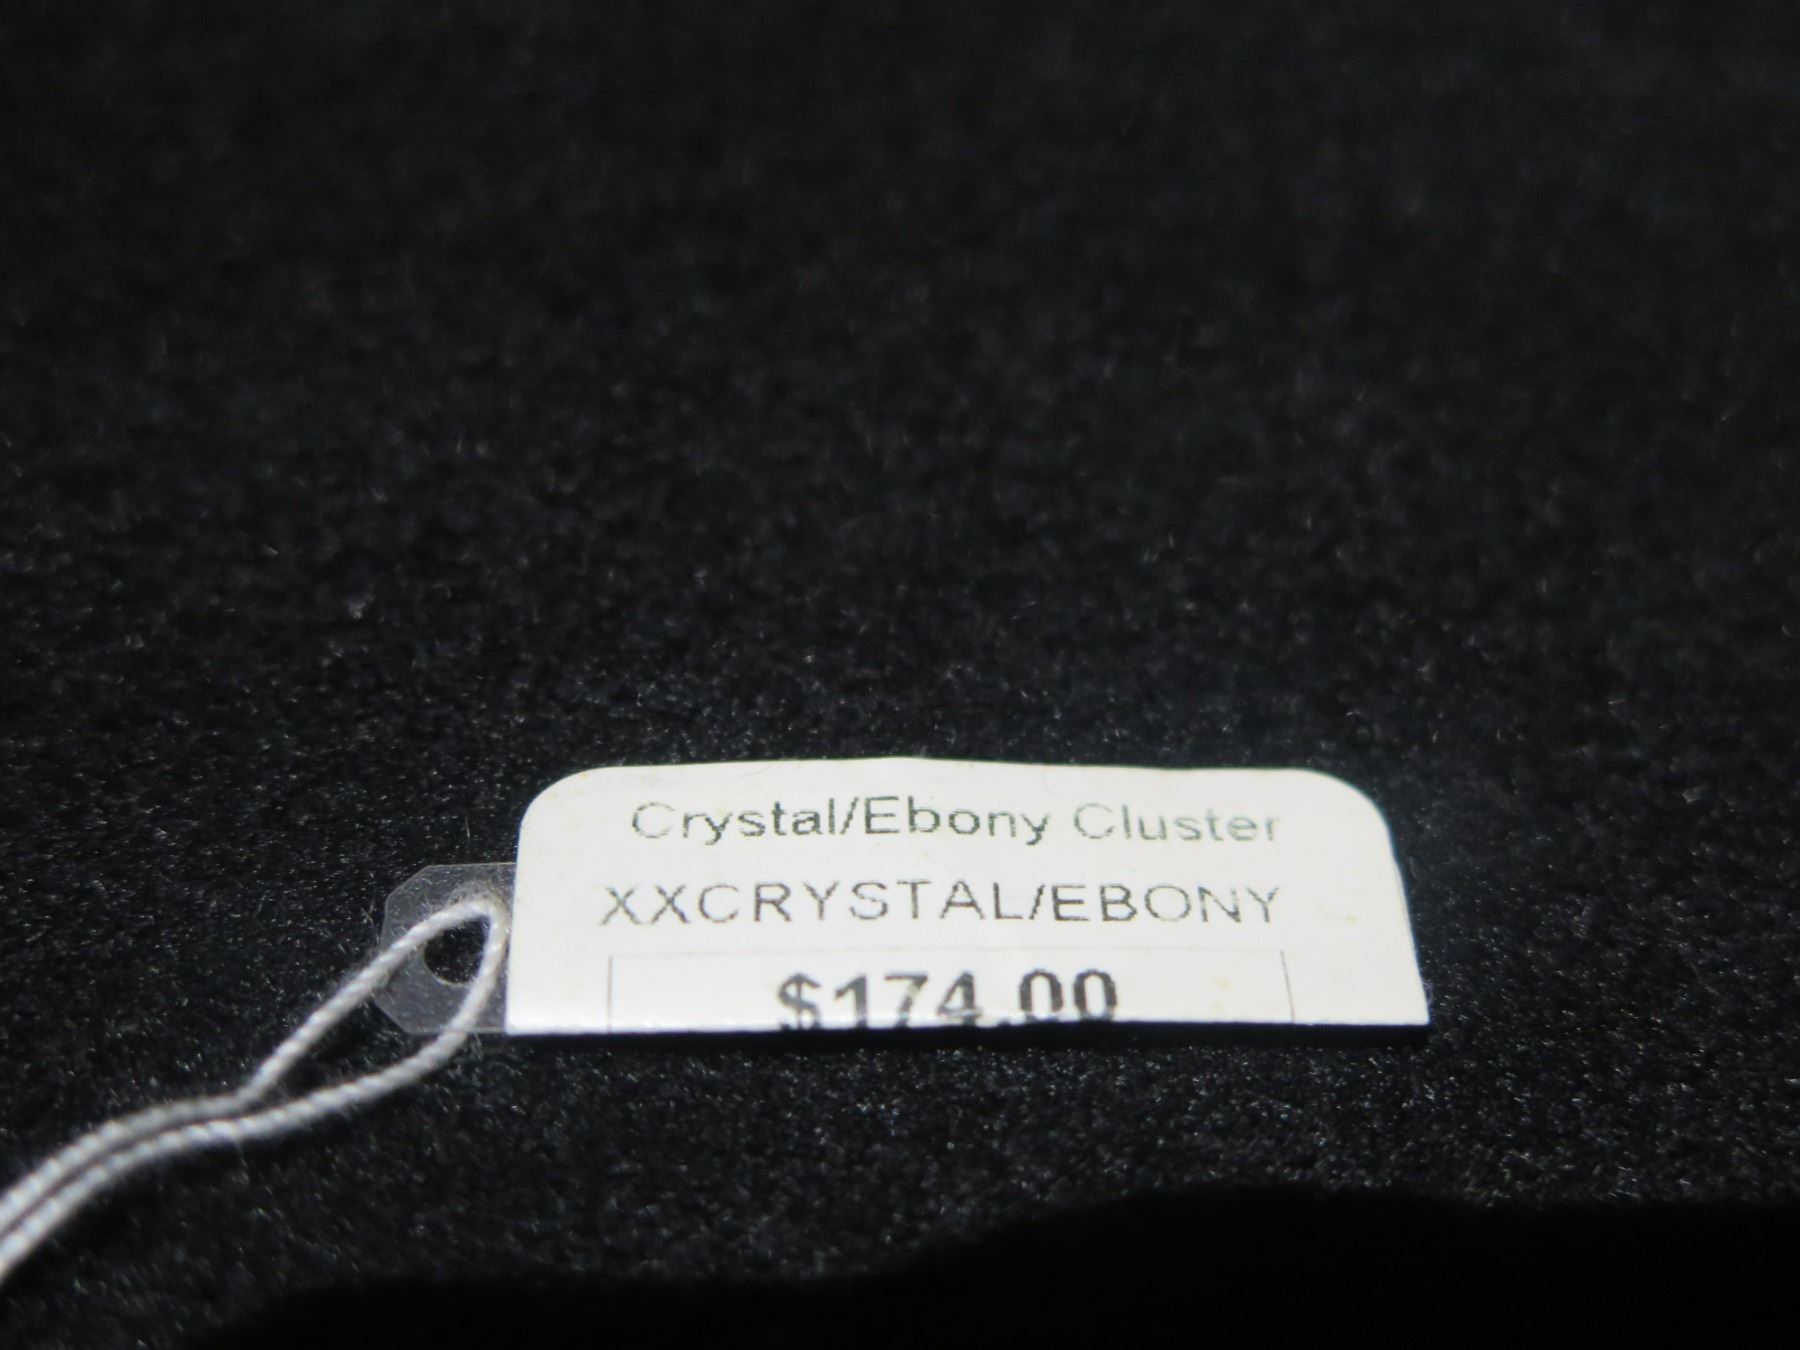 Crystal/Ebony Cluster
XXCRYSTAL/EBONY
$174.00